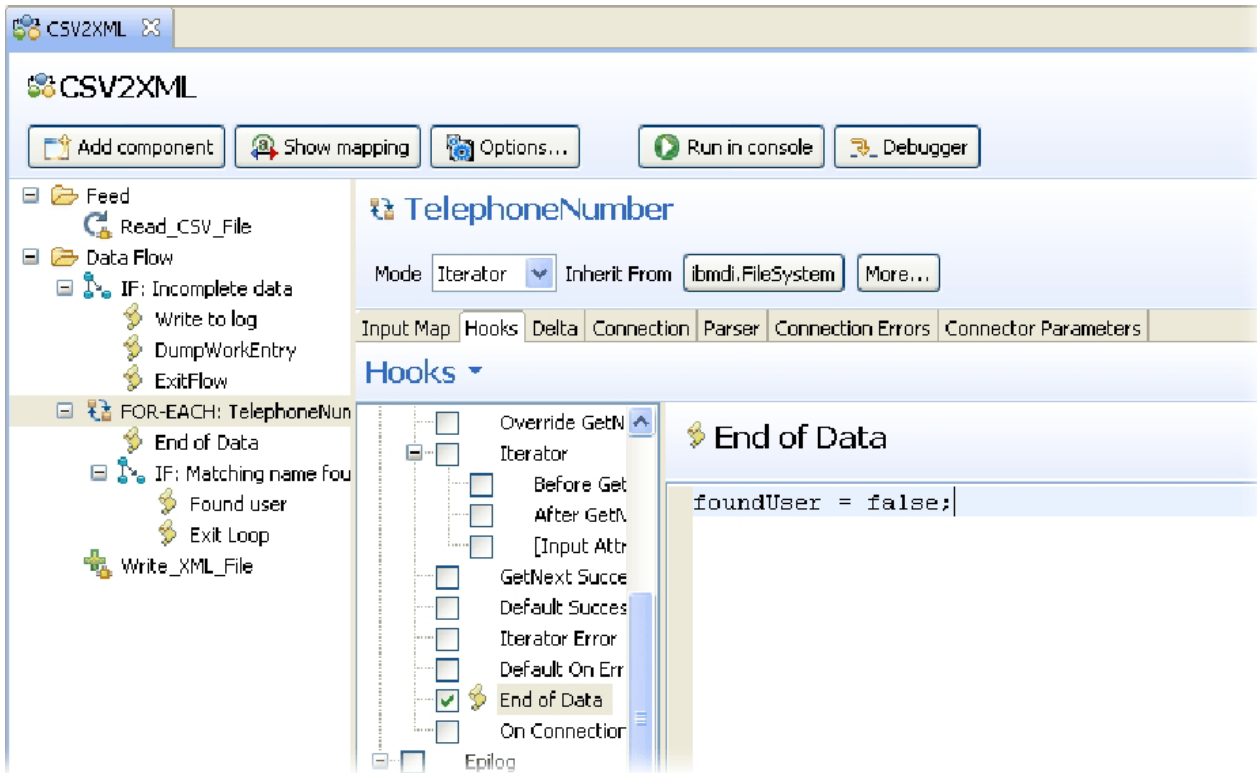 CSV2XML
CSV2XML
Add component Show mapping Options... Run in console Debugger
Feed
Read_CSV_File
Data Flow
IF: Incomplete data
Write to log
DumpWorkEntry
ExitFlow
FOR-EACH: TelephoneNun
End of Data
IF: Matching name fou
Found user
Exit Loop
Write_XML_File
TelephoneNumber
Mode Iterator Inherit From ibmdi.FileSystem More...
Input Map Hooks Delta Connection Parser Connection Errors Connector Parameters
Hooks
Override GetN
Iterator
Before Get
After GetN
[Input Attr
GetNext Succe
Default Succes
Iterator Error
Default On Err
End of Data
On Connection
Epilog
End of Data
foundUser = false;